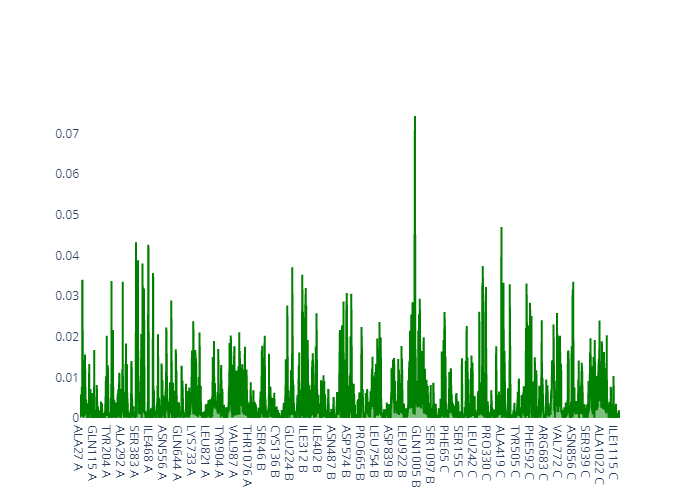 0.07
0.06
0.05
0.04
0.03
0.02
0.01
0
ALA27 A
GLN115 A
TYR204 A
ALA292 A
SER383 A
ILE468 A
ASN556 A
GLN644 A
LYS733 A
LEU821 A
TYR904 A
VAL987 A
THR1076 A
SER46 B
CYS136 B
GLU224 B
ILE312 B
ILE402 B
ASN487 B
ASP574 B
PRO665 B
LEU754 B
ASP839 B
LEU922 B
GLN1005 B
SER1097 B
PHE65 C
SER155 C
LEU242 C
PRO330 C
ALA419 C
TYR505 C
PHE592 C
ARG683 C
VAL772 C
ASN856 C
SER939 C
ALA1022 C
ILE1115 C